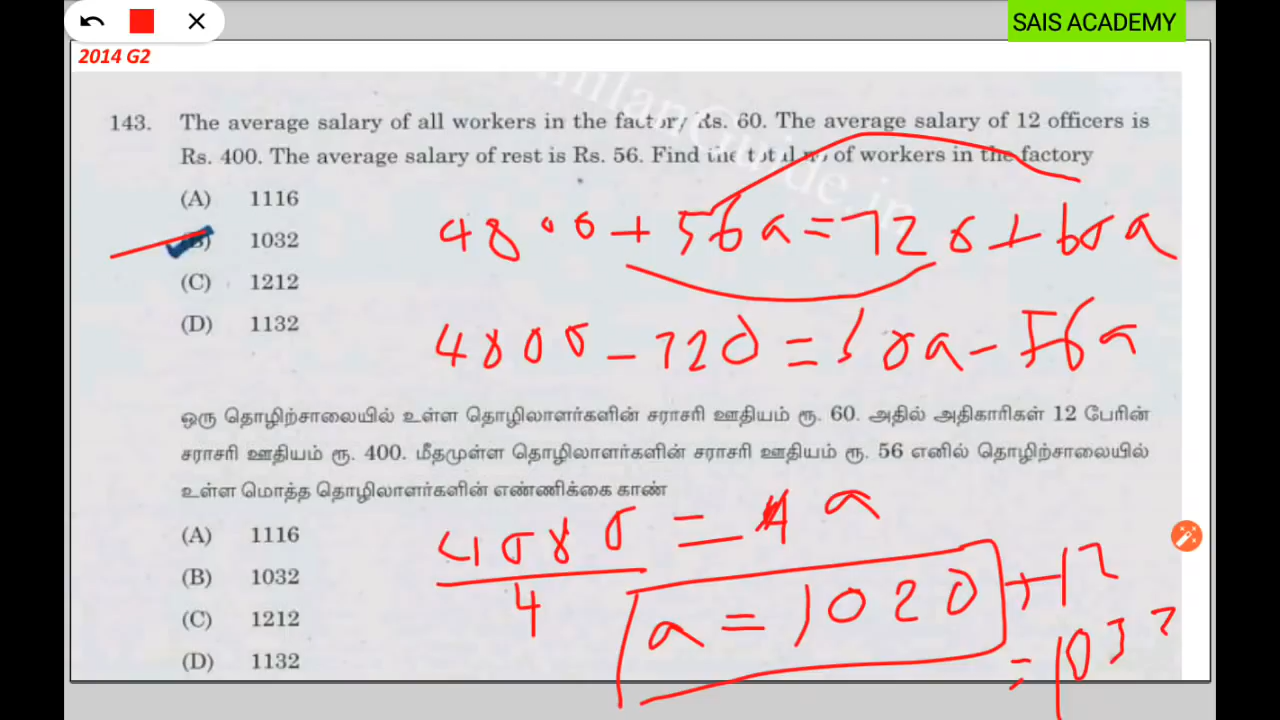 SAIS ACADEMY
2014 G2
143. The average salary of all workers in the factory Rs. 60. The average salary of 12 officers is
Rs. 400. The average salary of rest is Rs. 56. Find the total no of workers in the factory
(A) 1116
(B) 1032
(C) 1212
(D) 1132
4800 + 56a = 720 + 60a
4800 - 720 = 60a - 56a
ஒரு தொழிற்சாலையில் உள்ள தொழிலாளர்களின் சராசரி ஊதியம் ரூ. 60. அதில் அதிகாரிகள் 12 பேரின்
சராசரி ஊதியம் ரூ. 400. மீதமுள்ள தொழிலாளர்களின் சராசரி ஊதியம் ரூ. 56 எனில் தொழிற்சாலையில்
உள்ள மொத்த தொழிலாளர்களின் எண்ணிக்கை காண்
(A) 1116
(B) 1032
(C) 1212
(D) 1132
4080 = 4a
4
a = 1020 + 12
= 1032